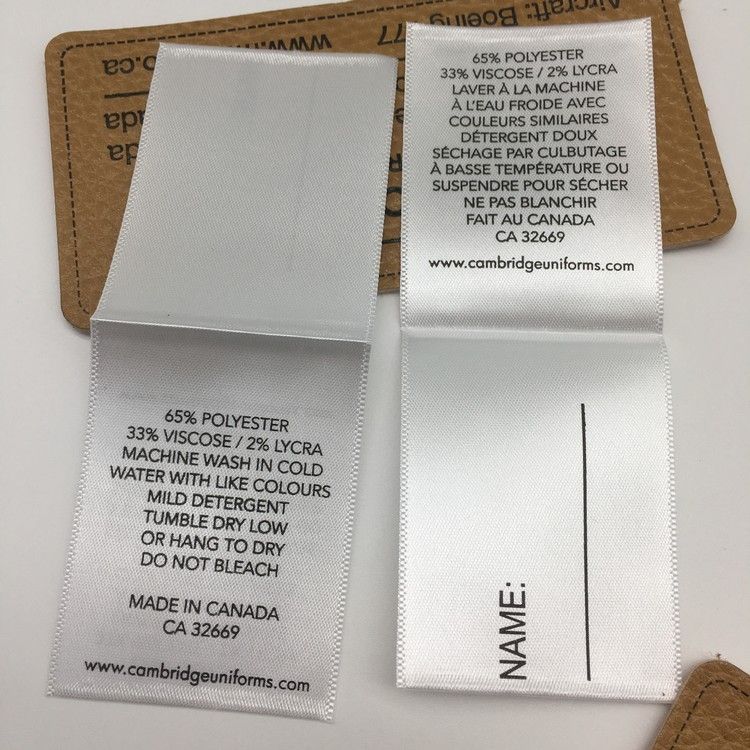 65% POLYESTER
33% VISCOSE / 2% LYCRA
MACHINE WASH IN COLD
WATER WITH LIKE COLOURS
MILD DETERGENT
TUMBLE DRY LOW
OR HANG TO DRY
DO NOT BLEACH
MADE IN CANADA
CA 32669
www.cambridgeuniforms.com
65% POLYESTER
33% VISCOSE / 2% LYCRA
LAVER À LA MACHINE
À L'EAU FROIDE AVEC
COULEURS SIMILAIRES
DÉTERGENT DOUX
SÉCHAGE PAR CULBUTAGE
À BASSE TEMPÉRATURE OU
SUSPENDRE POUR SÉCHER
NE PAS BLANCHIR
FAIT AU CANADA
CA 32669
www.cambridgeuniforms.com
NAME:
Aircraft: Boeing
77